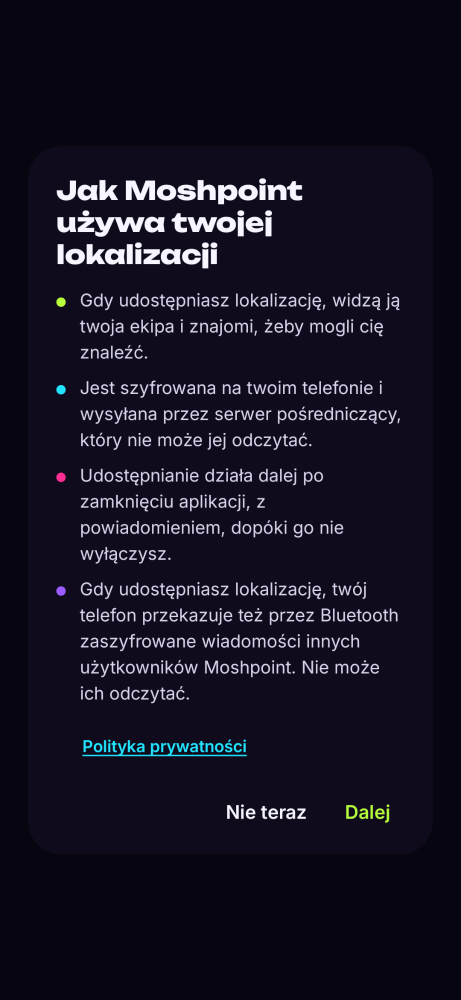 Jak Moshpoint
używa twojej
lokalizacji
Gdy udostępniasz lokalizację, widzą ją
twoja ekipa i znajomi, żeby mogli cię
znaleźć.
Jest szyfrowana na twoim telefonie i
wysyłana przez serwer pośredniczący,
który nie może jej odczytać.
Udostępnianie działa dalej po
zamknięciu aplikacji, z
powiadomieniem, dopóki go nie
wyłączysz.
Gdy udostępniasz lokalizację, twój
telefon przekazuje też przez Bluetooth
zaszyfrowane wiadomości innych
użytkowników Moshpoint. Nie może
ich odczytać.
Polityka prywatności
Nie teraz
Dalej